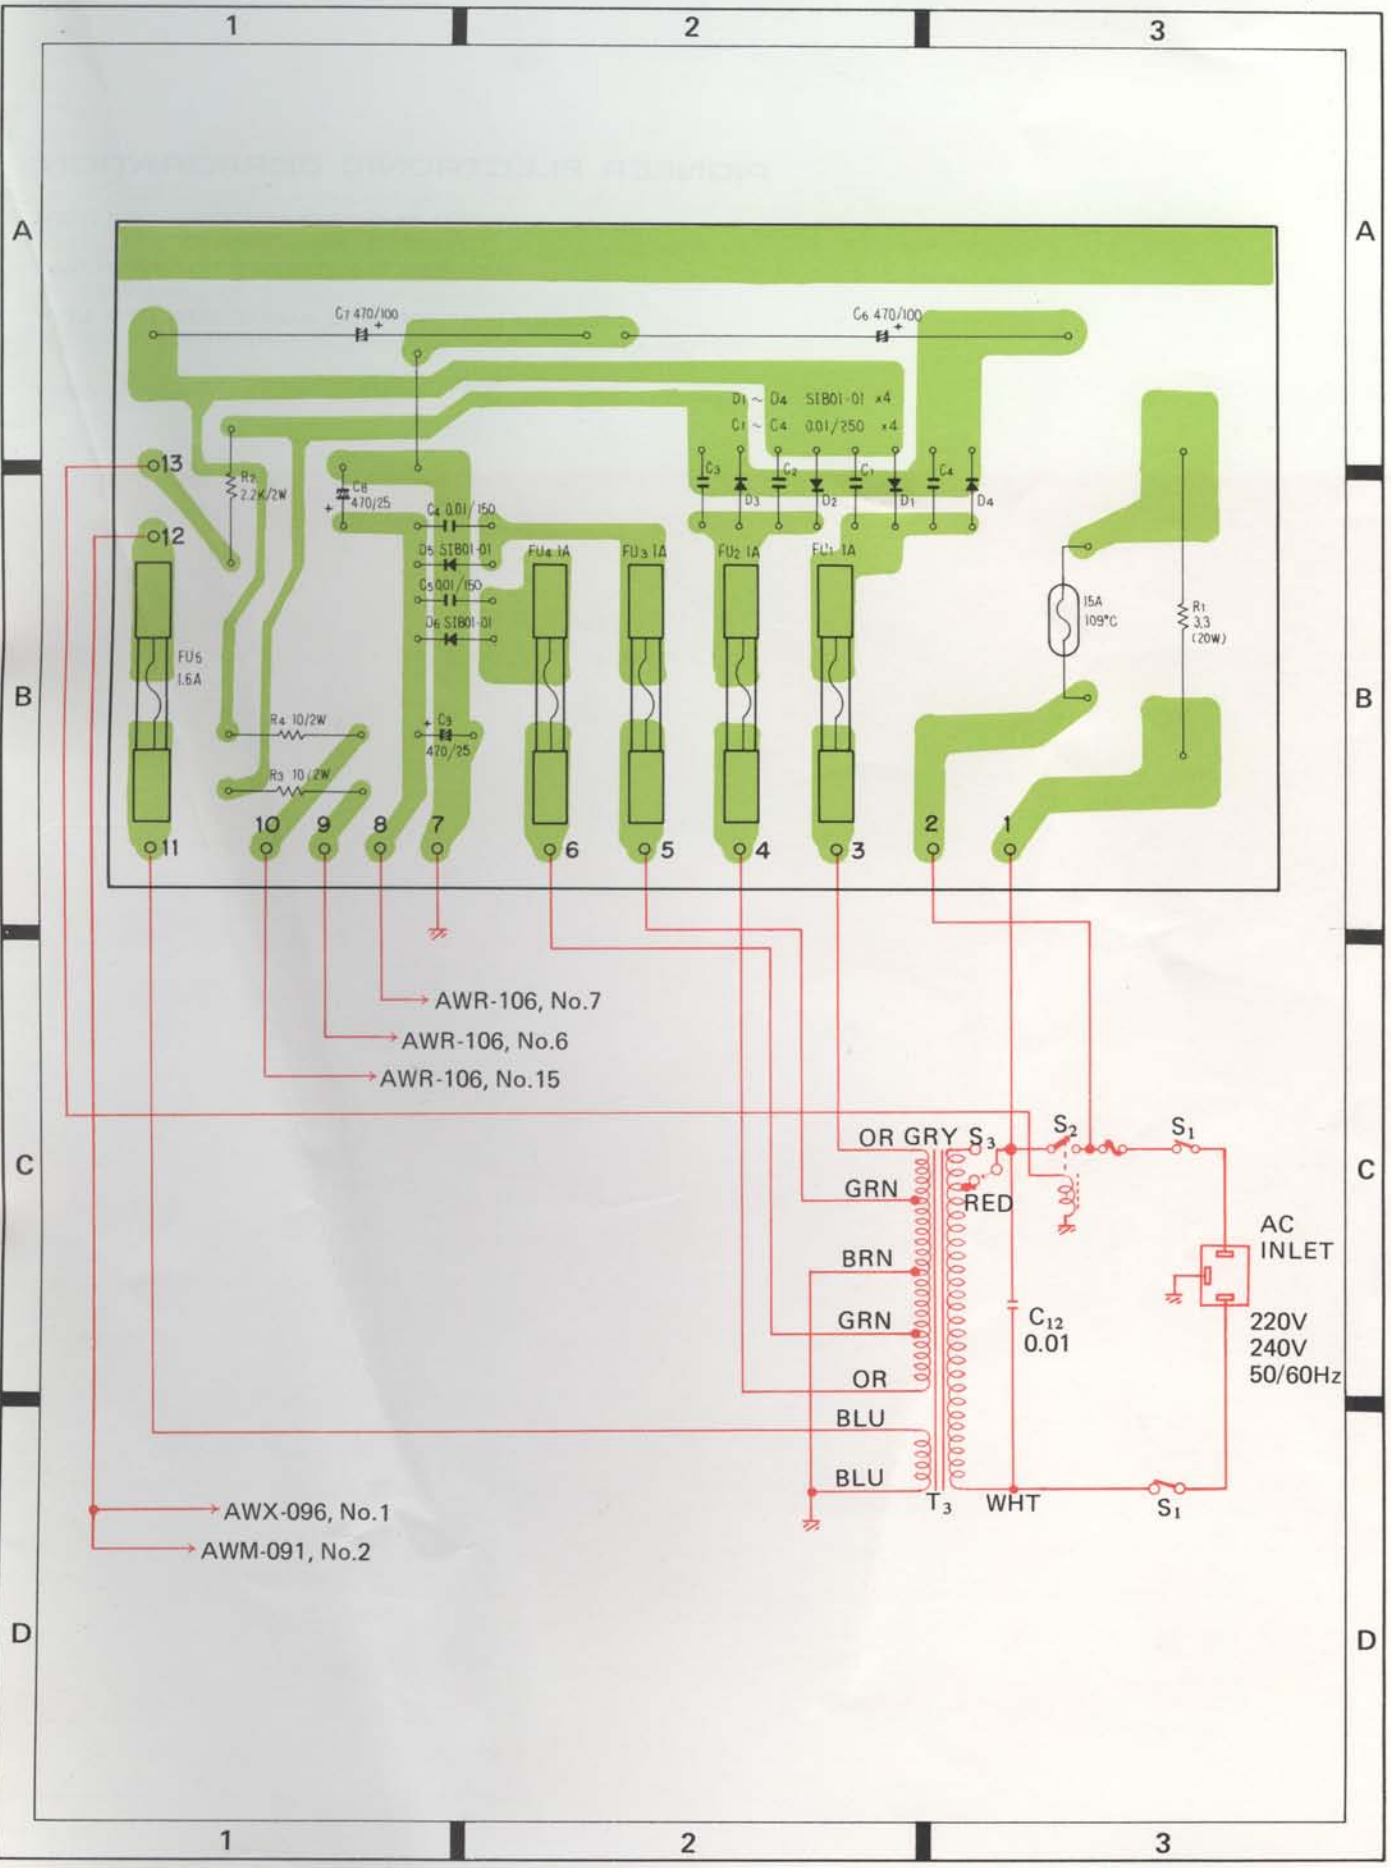 1 2 3
PIONEER ELECTRONIC CORPORATION
A A
C7 470/100
+
C6 470/100
+
D1 ~ D4 S1B01-01 ×4
C1 ~ C4 0.01/250 ×4
13
R2
2.2K/2W
C8
470/25
+
C3
D3
C2
D2
C1
D1
C4
D4
12
C4 0.01/150
D5 S1B01-01
C5 0.01/150
D6 S1B01-01
FU4 1A
FU3 1A
FU2 1A
FU1 1A
15A
109°C
R1
3.3
(20W)
FU5
1.6A
B B
R4 10/2W
+ C9
470/25
R3 10/2W
10 9 8 7 2 1
11 6 5 4 3
AWR-106, No.7
AWR-106, No.6
AWR-106, No.15
C C
OR GRY S3 S2 S1
GRN
RED
AC
INLET
BRN
GRN
C12
0.01
220V
240V
50/60Hz
OR
BLU
BLU
T3 WHT S1
AWX-096, No.1
AWM-091, No.2
D D
1 2 3